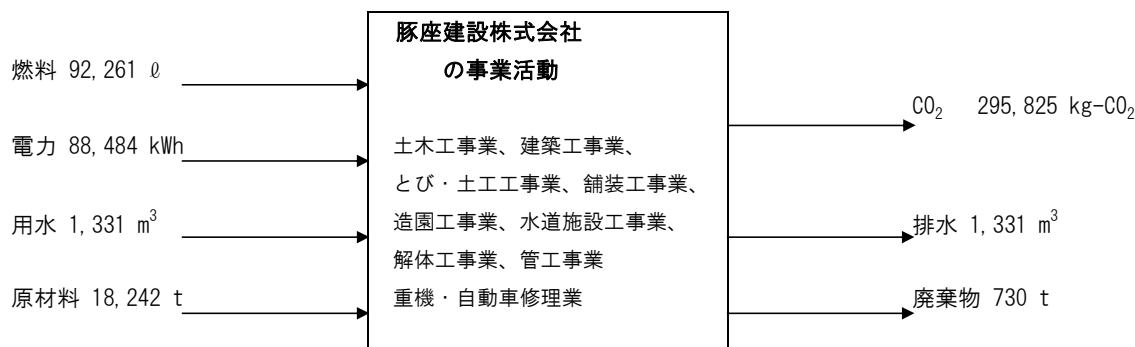 燃料 92,261 ℓ
電力 88,484 kWh
用水 1,331 m³
原材料 18,242 t
豚座建設株式会社
の事業活動
土木工事業、建築工事業、
とび・土工工事業、舗装工事業、
造園工事業、水道施設工事業、
解体工事業、管工事業
重機・自動車修理業
CO₂ 295,825 kg-CO₂
排水 1,331 m³
廃棄物 730 t